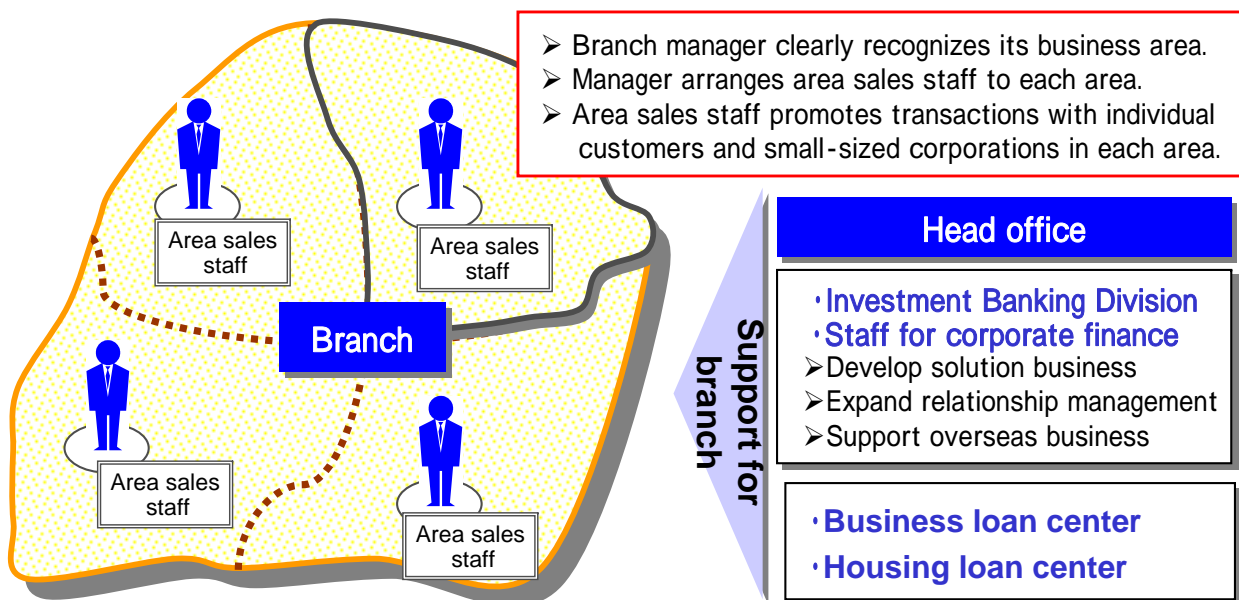 ➢ Branch manager clearly recognizes its business area.
➢ Manager arranges area sales staff to each area.
➢ Area sales staff promotes transactions with individual
customers and small-sized corporations in each area.
Area sales
staff
Area sales
staff
Branch
Area sales
staff
Area sales
staff
Support for
branch
Head office
・Investment Banking Division
・Staff for corporate finance
➢Develop solution business
➢Expand relationship management
➢Support overseas business
・Business loan center
・Housing loan center